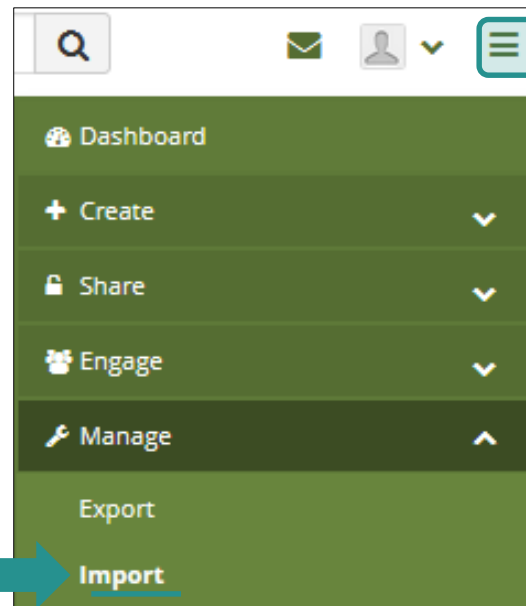 Dashboard
Create
Share
Engage
Manage
Export
Import